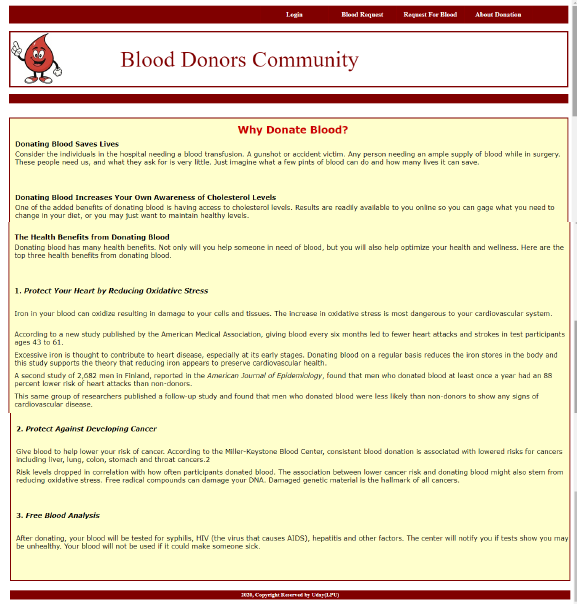 Login Blood Request Request For Blood About Donation
Blood Donors Community
Why Donate Blood?
Donating Blood Saves Lives
Consider the individuals in the hospital needing a blood transfusion. A gunshot or accident victim. Any person needing an ample supply of blood while in surgery.
These people need us, and what they ask for is very little. Just imagine what a few pints of blood can do and how many lives it can save.
Donating Blood Increases Your Own Awareness of Cholesterol Levels
One of the added benefits of donating blood is having access to cholesterol levels. Results are readily available to you online so you can gage what you need to
change in your diet, or you may just want to maintain healthy levels.
The Health Benefits from Donating Blood
Donating blood has many health benefits. Not only will you help someone in need of blood, but you will also help optimize your health and wellness. Here are the
top three health benefits from donating blood.
1. Protect Your Heart by Reducing Oxidative Stress
Iron in your blood can oxidize resulting in damage to your cells and tissues. The increase in oxidative stress is most dangerous to your cardiovascular system.
According to a new study published by the American Medical Association, giving blood every six months led to fewer heart attacks and strokes in test participants
ages 43 to 61.
Excessive iron is thought to contribute to heart disease, especially at its early stages. Donating blood on a regular basis reduces the iron stores in the body and
this study supports the theory that reducing iron appears to preserve cardiovascular health.
A second study of 2,682 men in Finland, reported in the American Journal of Epidemiology, found that men who donated blood at least once a year had an 88
percent lower risk of heart attacks than non-donors.
This same group of researchers published a follow-up study and found that men who donated blood were less likely than non-donors to show any signs of
cardiovascular disease.
2. Protect Against Developing Cancer
Give blood to help lower your risk of cancer. According to the Miller-Keystone Blood Center, consistent blood donation is associated with lowered risks for cancers
including liver, lung, colon, stomach and throat cancers.2
Risk levels dropped in correlation with how often participants donated blood. The association between lower cancer risk and donating blood might also stem from
reducing oxidative stress. Free radical compounds can damage your DNA. Damaged genetic material is the hallmark of all cancers.
3. Free Blood Analysis
After donating, your blood will be tested for syphilis, HIV (the virus that causes AIDS), hepatitis and other factors. The center will notify you if tests show you may
be unhealthy. Your blood will not be used if it could make someone sick.
2020, Copyright Reserved by Uday(LPU)